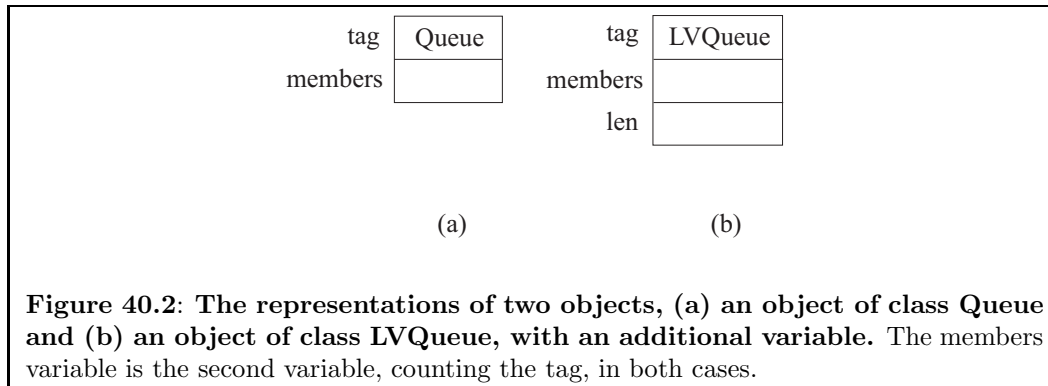 tag Queue tag LVQueue
members members
len
(a) (b)
Figure 40.2: The representations of two objects, (a) an object of class Queue
and (b) an object of class LVQueue, with an additional variable. The members
variable is the second variable, counting the tag, in both cases.